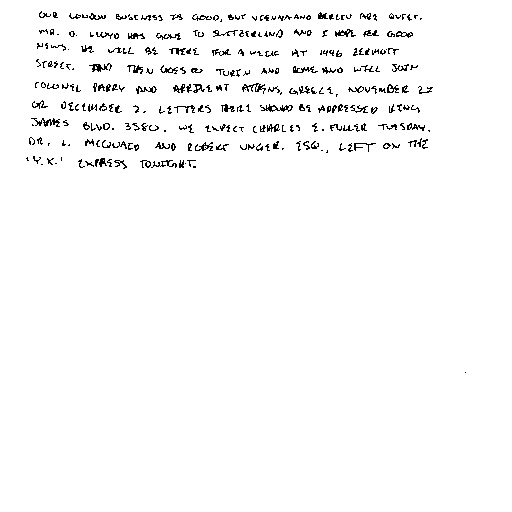 OUR LONDON BUSINESS IS GOOD, BUT VIENNA AND BERLIN ARE QUIET.
MR. D. LLOYD HAS GONE TO SWITZERLAND AND I HOPE FOR GOOD
NEWS. HE WILL BE THERE FOR A WEEK AT 1496 ZERMOTT
STREET. AND THEN GOES TO TURIN AND ROME AND WILL JOIN
COLONEL PARRY AND ARRIVE AT ATHENS, GREECE, NOVEMBER 27
OR DECEMBER 2. LETTERS THERE SHOULD BE ADDRESSED KING
JAMES BLVD. 3580. WE EXPECT CHARLES E. FULLER TUESDAY.
DR. L. MCQUAID AND ROBERT UNGER. ESQ., LEFT ON THE
'Y.X.' EXPRESS TONIGHT.